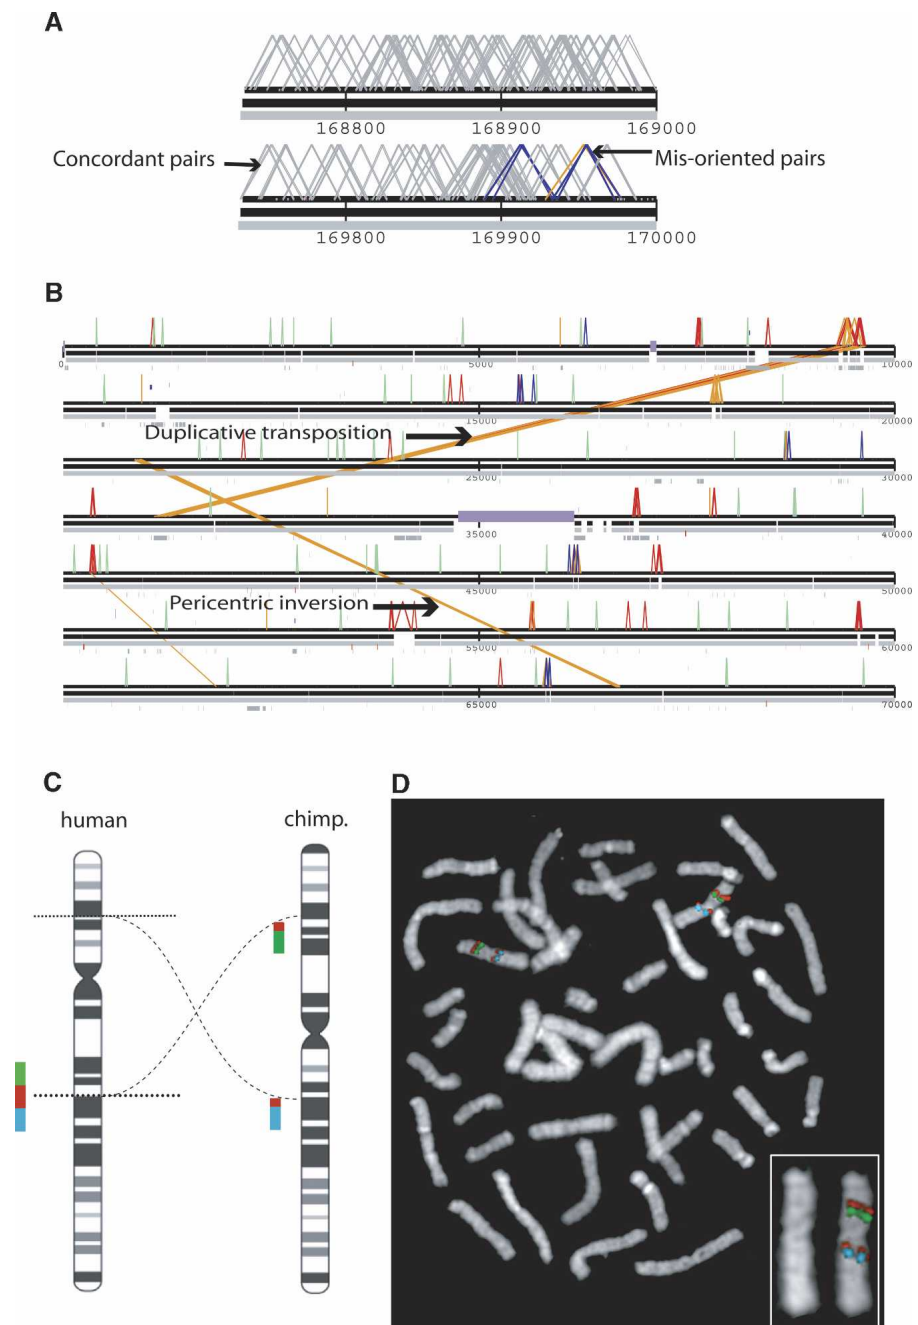 A
168800 168900 169000
Concordant pairs
Mis-oriented pairs
169800 169900 170000
B
0 5000 10000
15000 20000
Duplicative transposition
25000 30000
35000 40000
45000 50000
Pericentric inversion
55000 60000
65000 70000
C
D
human
chimp.